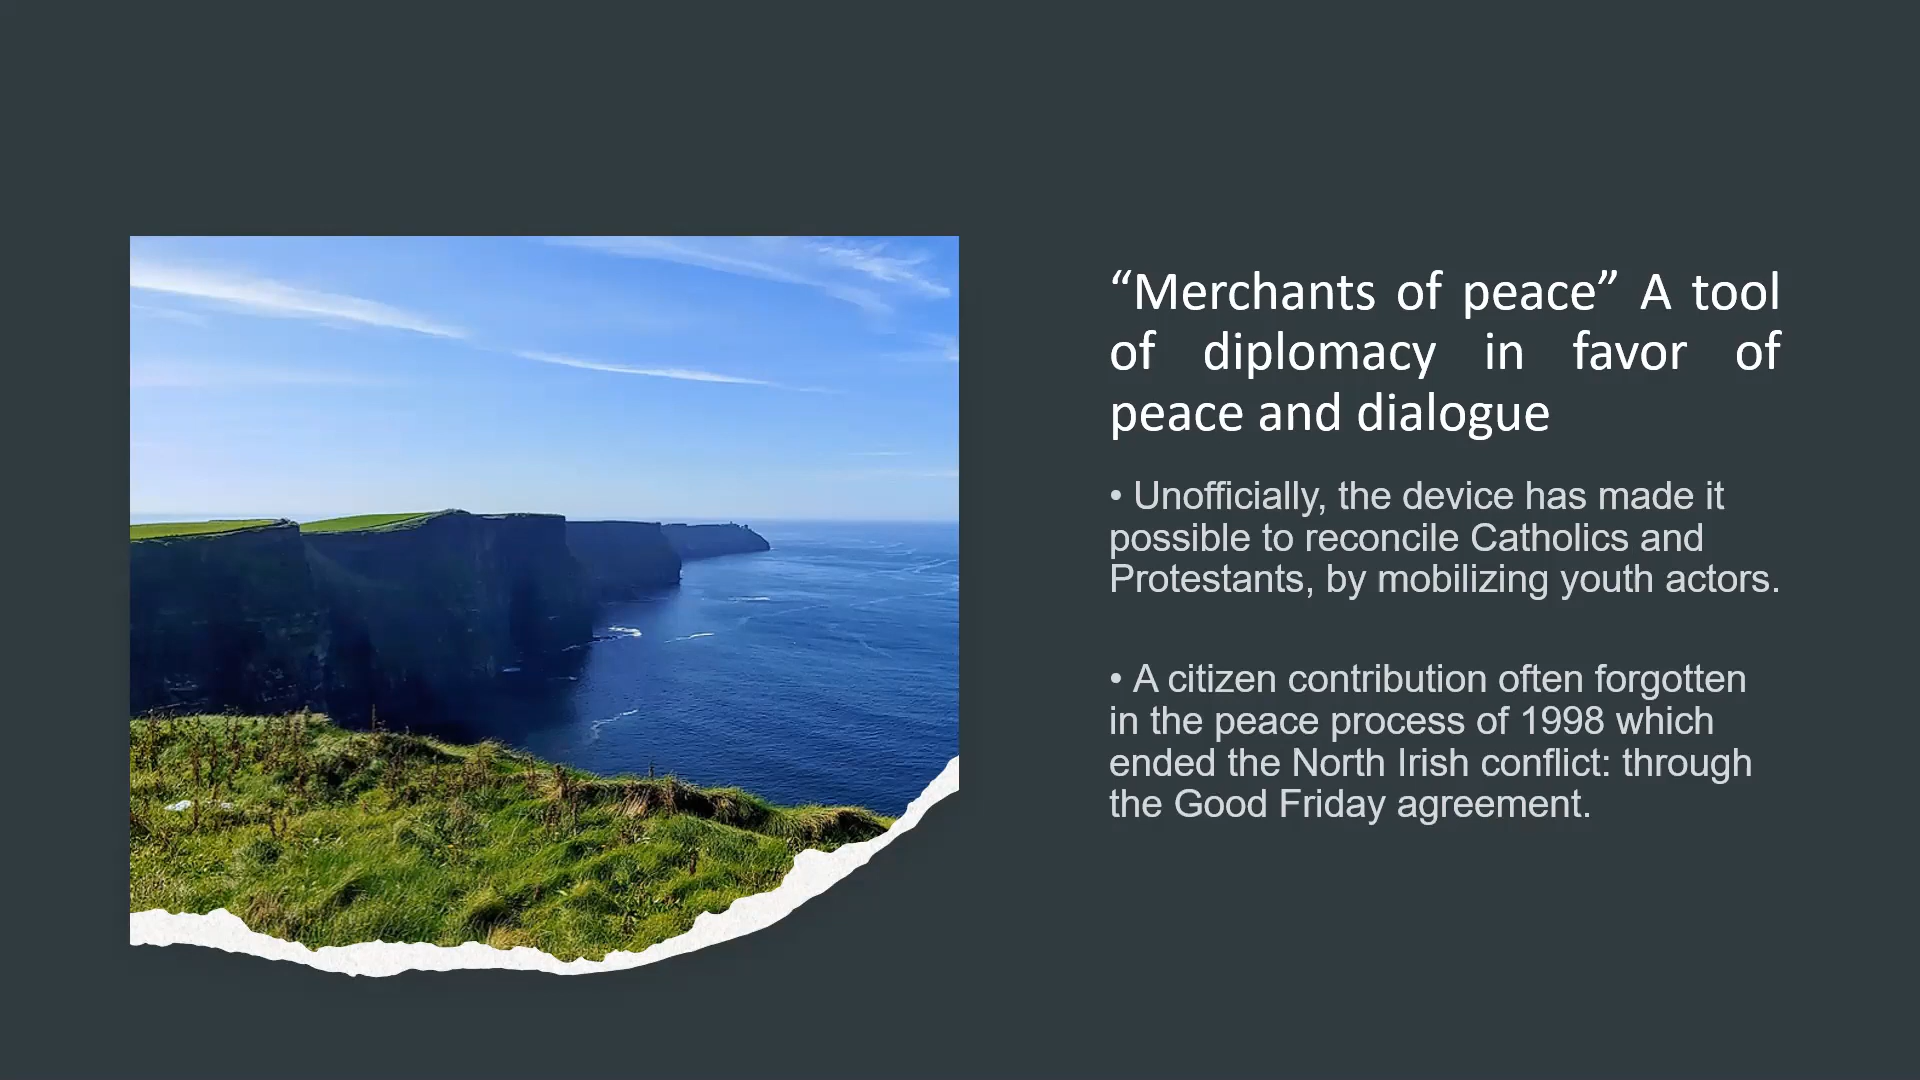 “Merchants of peace” A tool
of diplomacy in favor of
peace and dialogue
• Unofficially, the device has made it
possible to reconcile Catholics and
Protestants, by mobilizing youth actors.
• A citizen contribution often forgotten
in the peace process of 1998 which
ended the North Irish conflict: through
the Good Friday agreement.